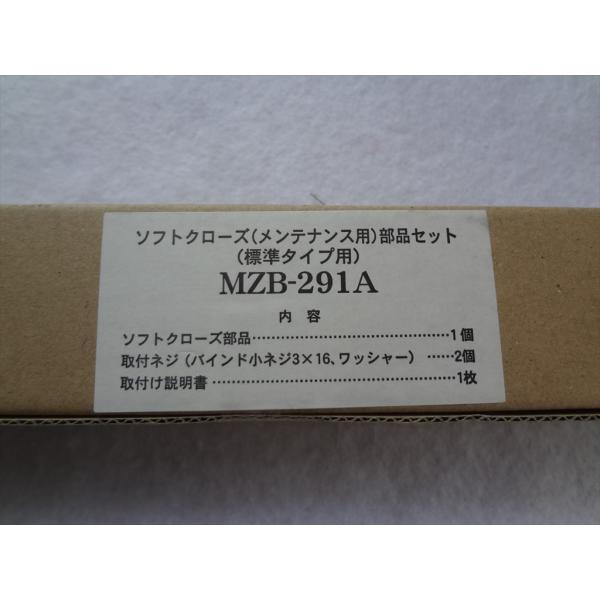 ソフトクローズ(メンテナンス用)部品セット
(標準タイプ用)
MZB-291A
内 容
ソフトクローズ部品……………………………………1個
取付ネジ(バインド小ネジ3×16、ワッシャー)……2個
取付け説明書……………………………………………1枚